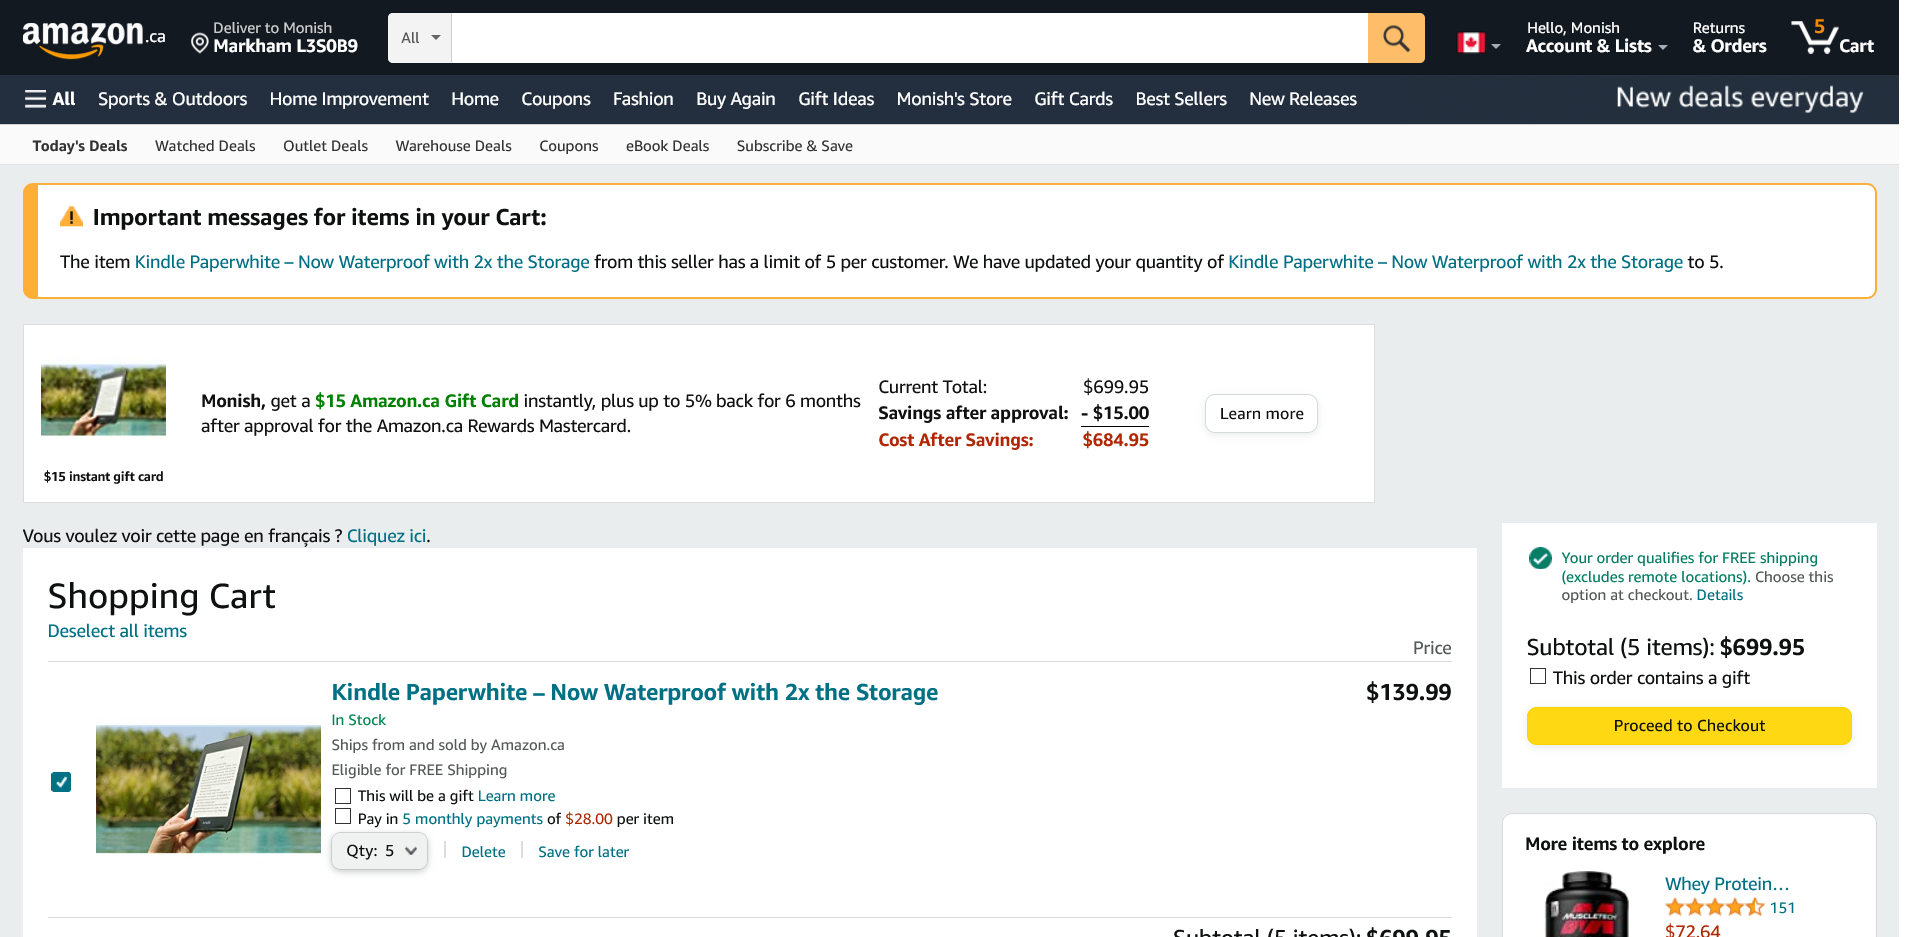 amazon.ca
Deliver to Monish
Markham L3S0B9
All
Hello, Monish
Account & Lists
Returns
& Orders
5
Cart
All Sports & Outdoors Home Improvement Home Coupons Fashion Buy Again Gift Ideas Monish's Store Gift Cards Best Sellers New Releases New deals everyday
Today's Deals Watched Deals Outlet Deals Warehouse Deals Coupons eBook Deals Subscribe & Save
Important messages for items in your Cart:
The item Kindle Paperwhite – Now Waterproof with 2x the Storage from this seller has a limit of 5 per customer. We have updated your quantity of Kindle Paperwhite – Now Waterproof with 2x the Storage to 5.
$15 instant gift card
Monish, get a $15 Amazon.ca Gift Card instantly, plus up to 5% back for 6 months
after approval for the Amazon.ca Rewards Mastercard.
Current Total: $699.95
Savings after approval: - $15.00
Cost After Savings: $684.95
Learn more
Vous voulez voir cette page en français ? Cliquez ici.
Shopping Cart
Deselect all items
Price
Kindle Paperwhite – Now Waterproof with 2x the Storage $139.99
In Stock
Ships from and sold by Amazon.ca
Eligible for FREE Shipping
This will be a gift Learn more
Pay in 5 monthly payments of $28.00 per item
Qty: 5 Delete Save for later
Subtotal (5 items): $699.95
Your order qualifies for FREE shipping
(excludes remote locations). Choose this
option at checkout. Details
Subtotal (5 items): $699.95
This order contains a gift
Proceed to Checkout
More items to explore
MUSCLETECH
Whey Protein…
151
$72.64